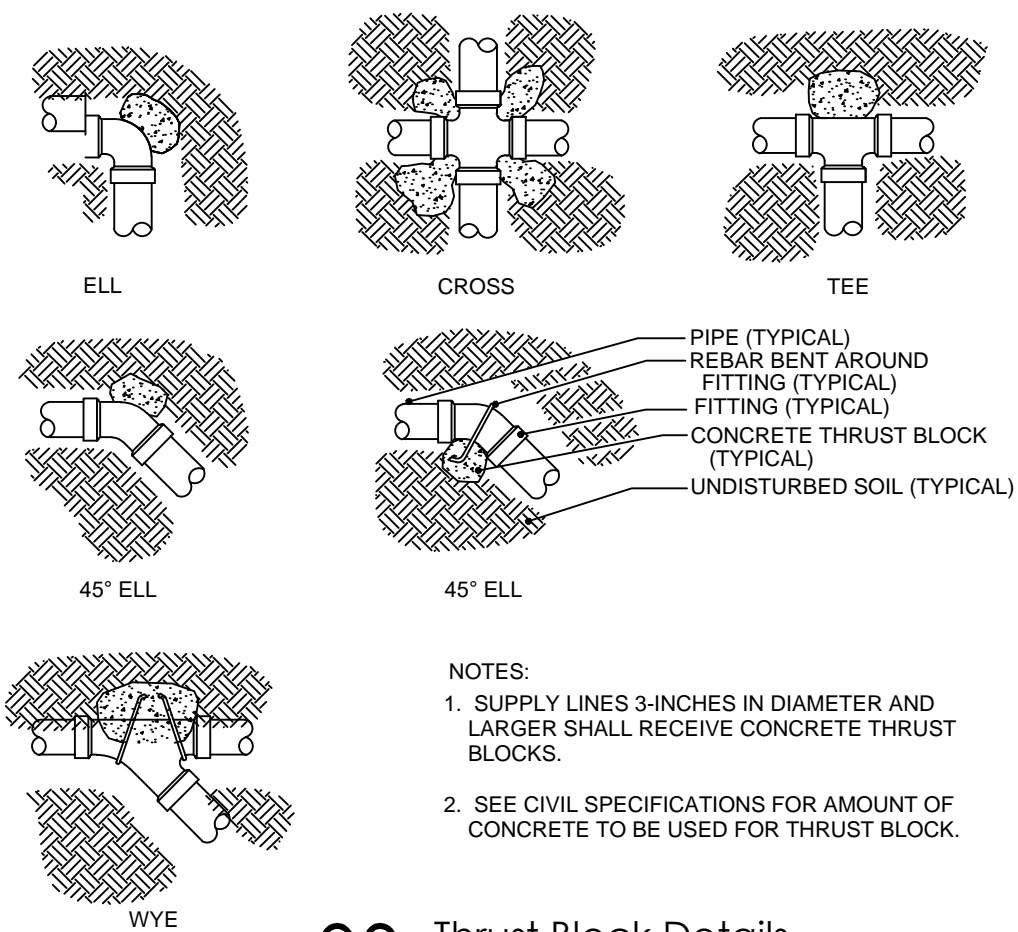 ELL
CROSS
TEE
PIPE (TYPICAL)
REBAR BENT AROUND
FITTING (TYPICAL)
FITTING (TYPICAL)
CONCRETE THRUST BLOCK
(TYPICAL)
UNDISTURBED SOIL (TYPICAL)
45° ELL
45° ELL
NOTES:
1. SUPPLY LINES 3-INCHES IN DIAMETER AND
LARGER SHALL RECEIVE CONCRETE THRUST
BLOCKS.
2. SEE CIVIL SPECIFICATIONS FOR AMOUNT OF
CONCRETE TO BE USED FOR THRUST BLOCK.
WYE
Thrust Block Details